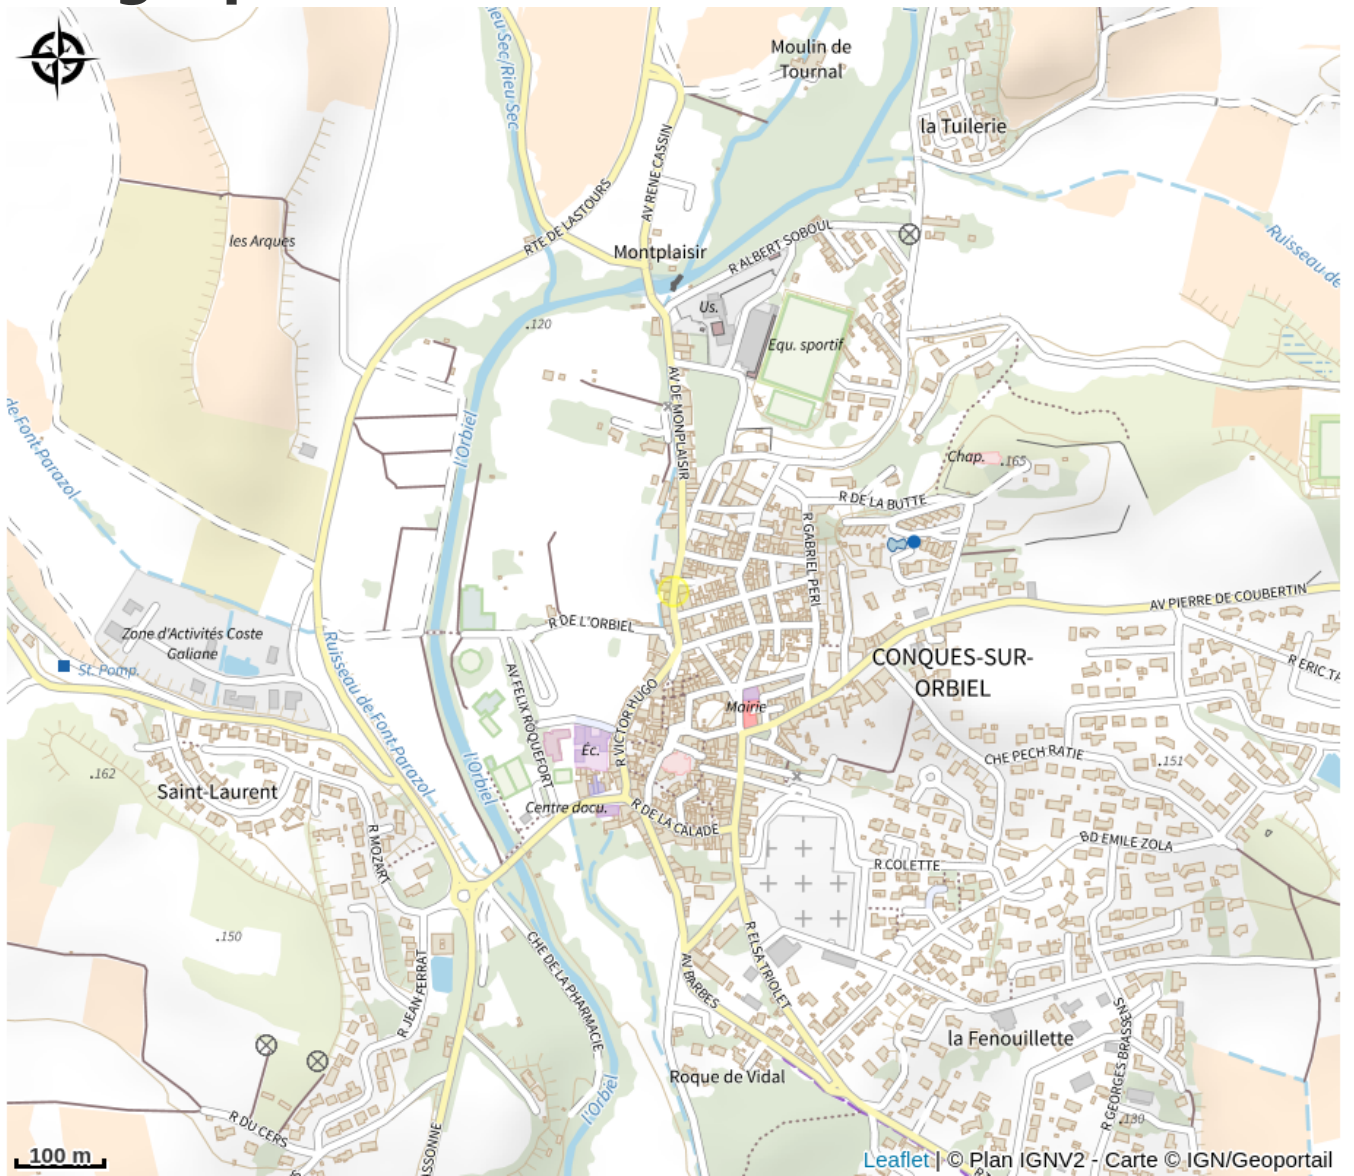 ieu Sec/Rieu Sec
Moulin de
Tournal
la Tuilerie
AV RENE CASSIN
RTE DE LASTOURS
les Arques
Montplaisir
R ALBERT SOBOUL
Ruisseau de
Us.
.120
Equ. sportif
AV DE MONPLAISIR
l'Orbiel
de Font Parazol
Chap.
.165
R DE LA BUTTE
R GABRIEL PERI
AV PIERRE DE COUBERTIN
R DE L'ORBIEL
Zone d'Activités Coste
Galiane
St. Pomp.
Ruisseau de Font Parazol
CONQUES-SUR-
ORBIEL
R ERIC TA
AV FELIX ROQUEFORT
R VICTOR HUGO
Mairie
Éc.
l'Orbiel
CHE PECH RATIE
.151
.162
Saint-Laurent
Centre docu.
R DE LA CALADE
R MOZART
BD EMILE ZOLA
R COLETTE
.150
R JEAN FERRAT
CHE DE LA PHARMACIE
AV BARBES
R ELSA TRIOLET
la Fenouillette
R GEORGES BRASSENS
Roque de Vidal
l'Orbiel
R DU CERS
.130
ASSONNE
100 m
Leaflet | © Plan IGNV2 - Carte © IGN/Geoportail